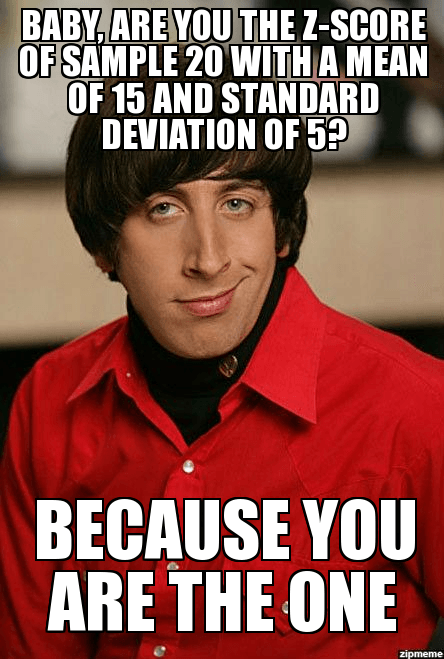 BABY, ARE YOU THE Z-SCORE
OF SAMPLE 20 WITH A MEAN
OF 15 AND STANDARD
DEVIATION OF 5?
BECAUSE YOU
ARE THE ONE
zipmeme